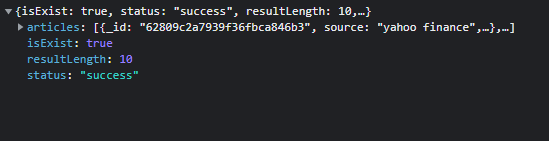 {isExist: true, status: "success", resultLength: 10,…}
articles: [{_id: "62809c2a7939f36fbca846b3", source: "yahoo finance",…},…]
isExist: true
resultLength: 10
status: "success"